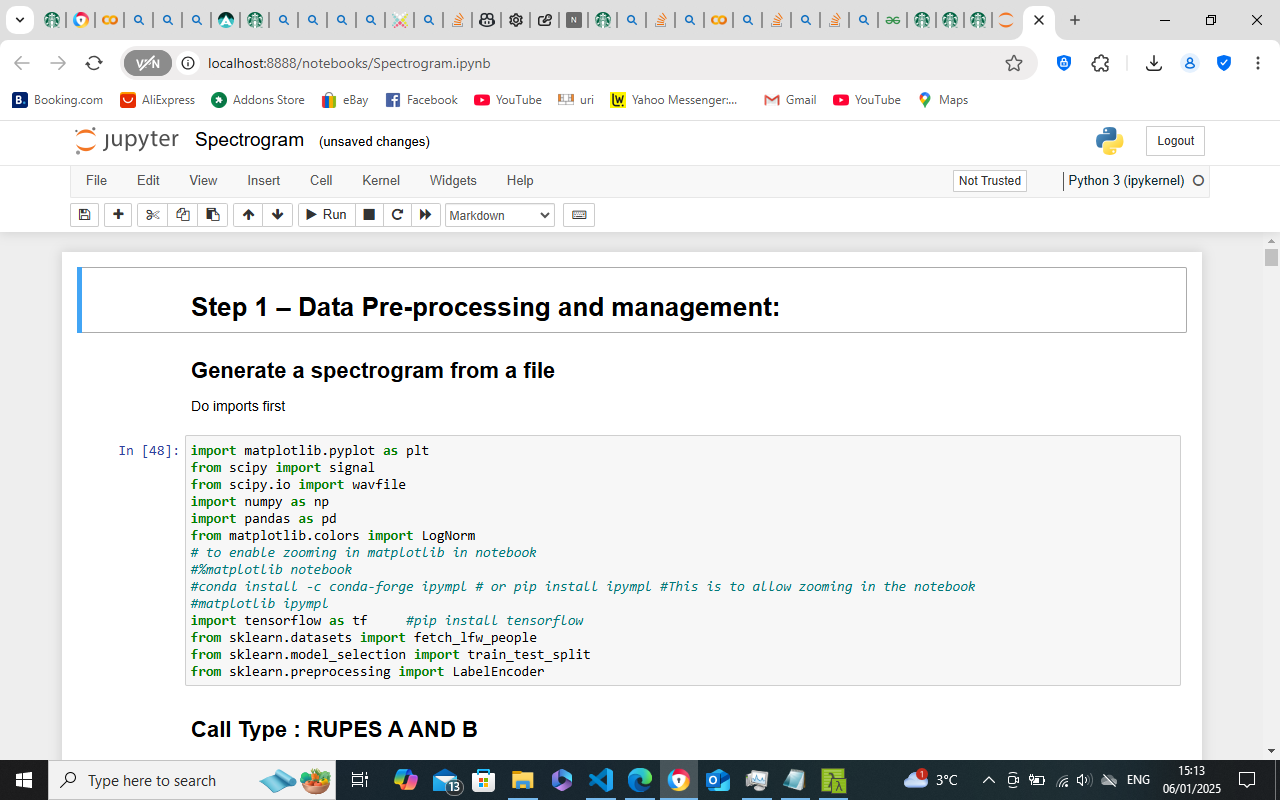 localhost:8888/notebooks/Spectrogram.ipynb
Booking.com AliExpress Addons Store eBay Facebook YouTube uri Yahoo Messenger:... Gmail YouTube Maps
jupyter Spectrogram (unsaved changes) Logout
File Edit View Insert Cell Kernel Widgets Help Not Trusted Python 3 (ipykernel)
Run Markdown
Step 1 – Data Pre-processing and management:
Generate a spectrogram from a file
Do imports first
In [48]: import matplotlib.pyplot as plt
from scipy import signal
from scipy.io import wavfile
import numpy as np
import pandas as pd
from matplotlib.colors import LogNorm
# to enable zooming in matplotlib in notebook
#%matplotlib notebook
#conda install -c conda-forge ipympl # or pip install ipympl #This is to allow zooming in the notebook
#matplotlib ipympl
import tensorflow as tf     #pip install tensorflow
from sklearn.datasets import fetch_lfw_people
from sklearn.model_selection import train_test_split
from sklearn.preprocessing import LabelEncoder
Call Type : RUPES A AND B
Type here to search 13 1 3°C ENG 15:13
06/01/2025